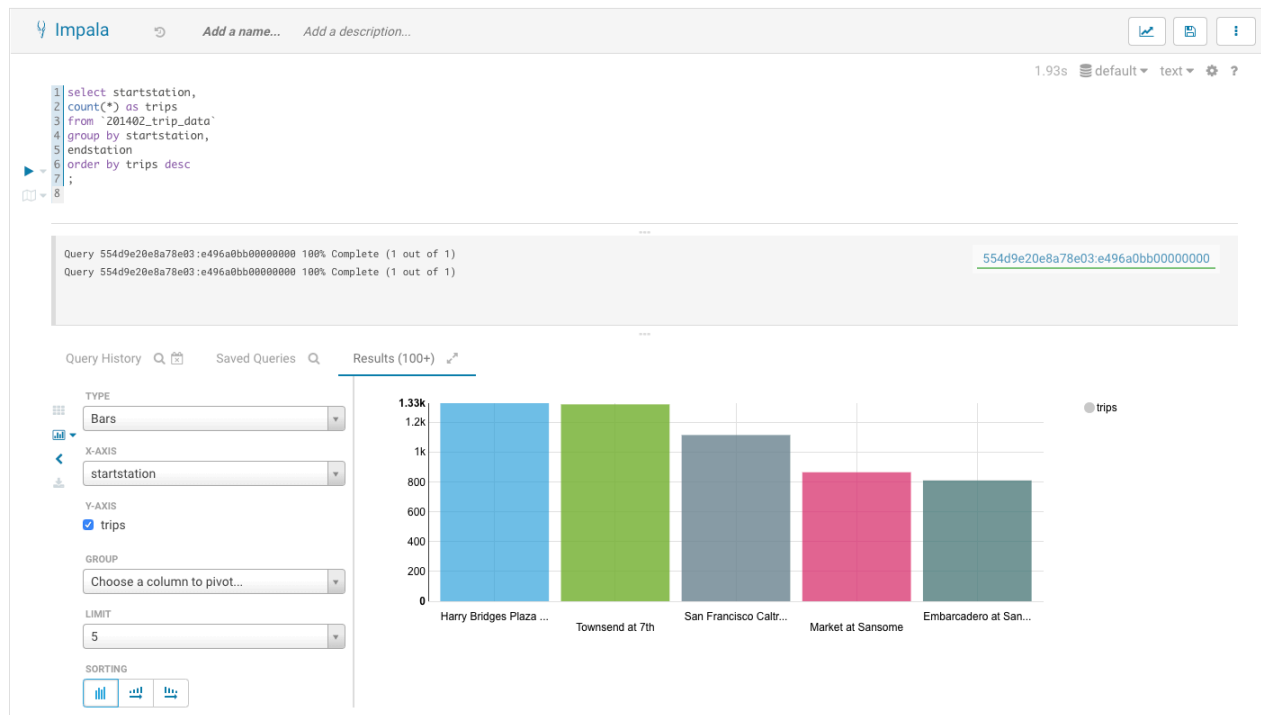 Impala Add a name... Add a description...
1.93s default text ?
1 select startstation,
2 count(*) as trips
3 from `201402_trip_data`
4 group by startstation,
5 endstation
6 order by trips desc
7 ;
8
Query 554d9e20e8a78e03:e496a0bb00000000 100% Complete (1 out of 1)
Query 554d9e20e8a78e03:e496a0bb00000000 100% Complete (1 out of 1)
554d9e20e8a78e03:e496a0bb00000000
Query History Saved Queries Results (100+)
TYPE
Bars
X-AXIS
startstation
Y-AXIS
trips
GROUP
Choose a column to pivot...
LIMIT
5
SORTING
1.33k
1.2k
1k
800
600
400
200
0
Harry Bridges Plaza ...
Townsend at 7th
San Francisco Caltr...
Market at Sansome
Embarcadero at San...
trips